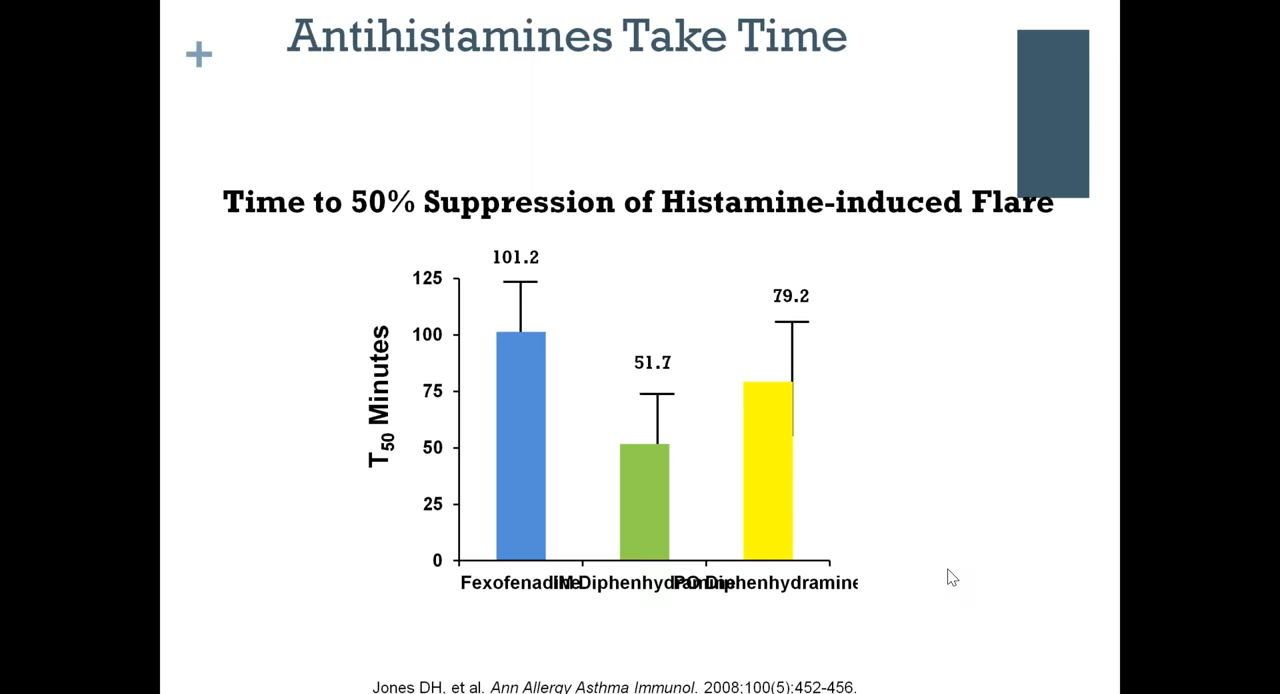 +
Antihistamines Take Time
Time to 50% Suppression of Histamine-induced Flare
101.2
79.2
51.7
T50 Minutes
125
100
75
50
25
0
Fexofenadine IM Diphenhydramine PO Diphenhydramine
Jones DH, et al. Ann Allergy Asthma Immunol. 2008;100(5):452-456.